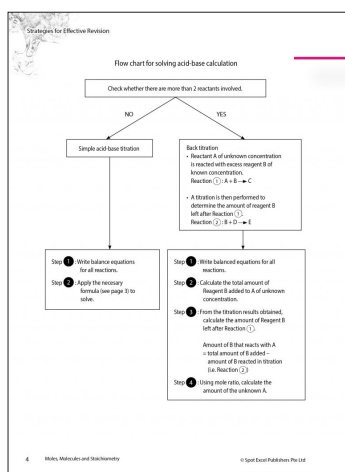 Strategies for Effective Revision
Flow chart for solving acid-base calculation
Check whether there are more than 2 reactants involved.
NO
YES
Simple acid-base titration
Back titration
• Reactant A of unknown concentration
is reacted with excess reagent B of
known concentration.
Reaction 1 : A + B → C
• A titration is then performed to
determine the amount of reagent B
left after Reaction 1.
Reaction 2 : B + D → E
Step 1 : Write balance equations
for all reactions.
Step 2 : Apply the necesary
formula (see page 3) to
solve.
Step 1 : Write balanced equations for all
reactions.
Step 2 : Calculate the total amount of
Reagent B added to A of unknown
concentration.
Step 3 : From the titration results obtained,
calculate the amount of Reagent B
left after Reaction 1.
Amount of B that reacts with A
= total amount of B added –
amount of B reacted in titration
(i.e. Reaction 2)
Step 4 : Using mole ratio, calculate the
amount of the unknown A.
4 Moles, Molecules and Stoichiometry
© Spot Excel Publishers Pte Ltd